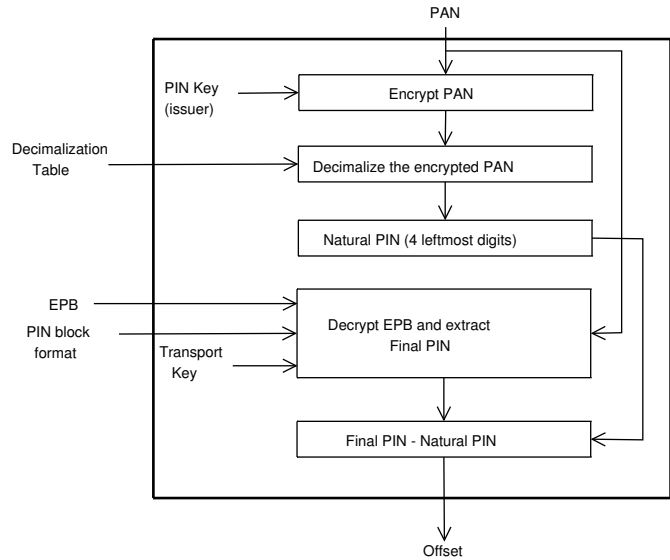 PAN
PIN Key
(issuer)
Encrypt PAN
Decimalization
Table
Decimalize the encrypted PAN
Natural PIN (4 leftmost digits)
EPB
PIN block
format
Transport
Key
Decrypt EPB and extract
Final PIN
Final PIN - Natural PIN
Offset